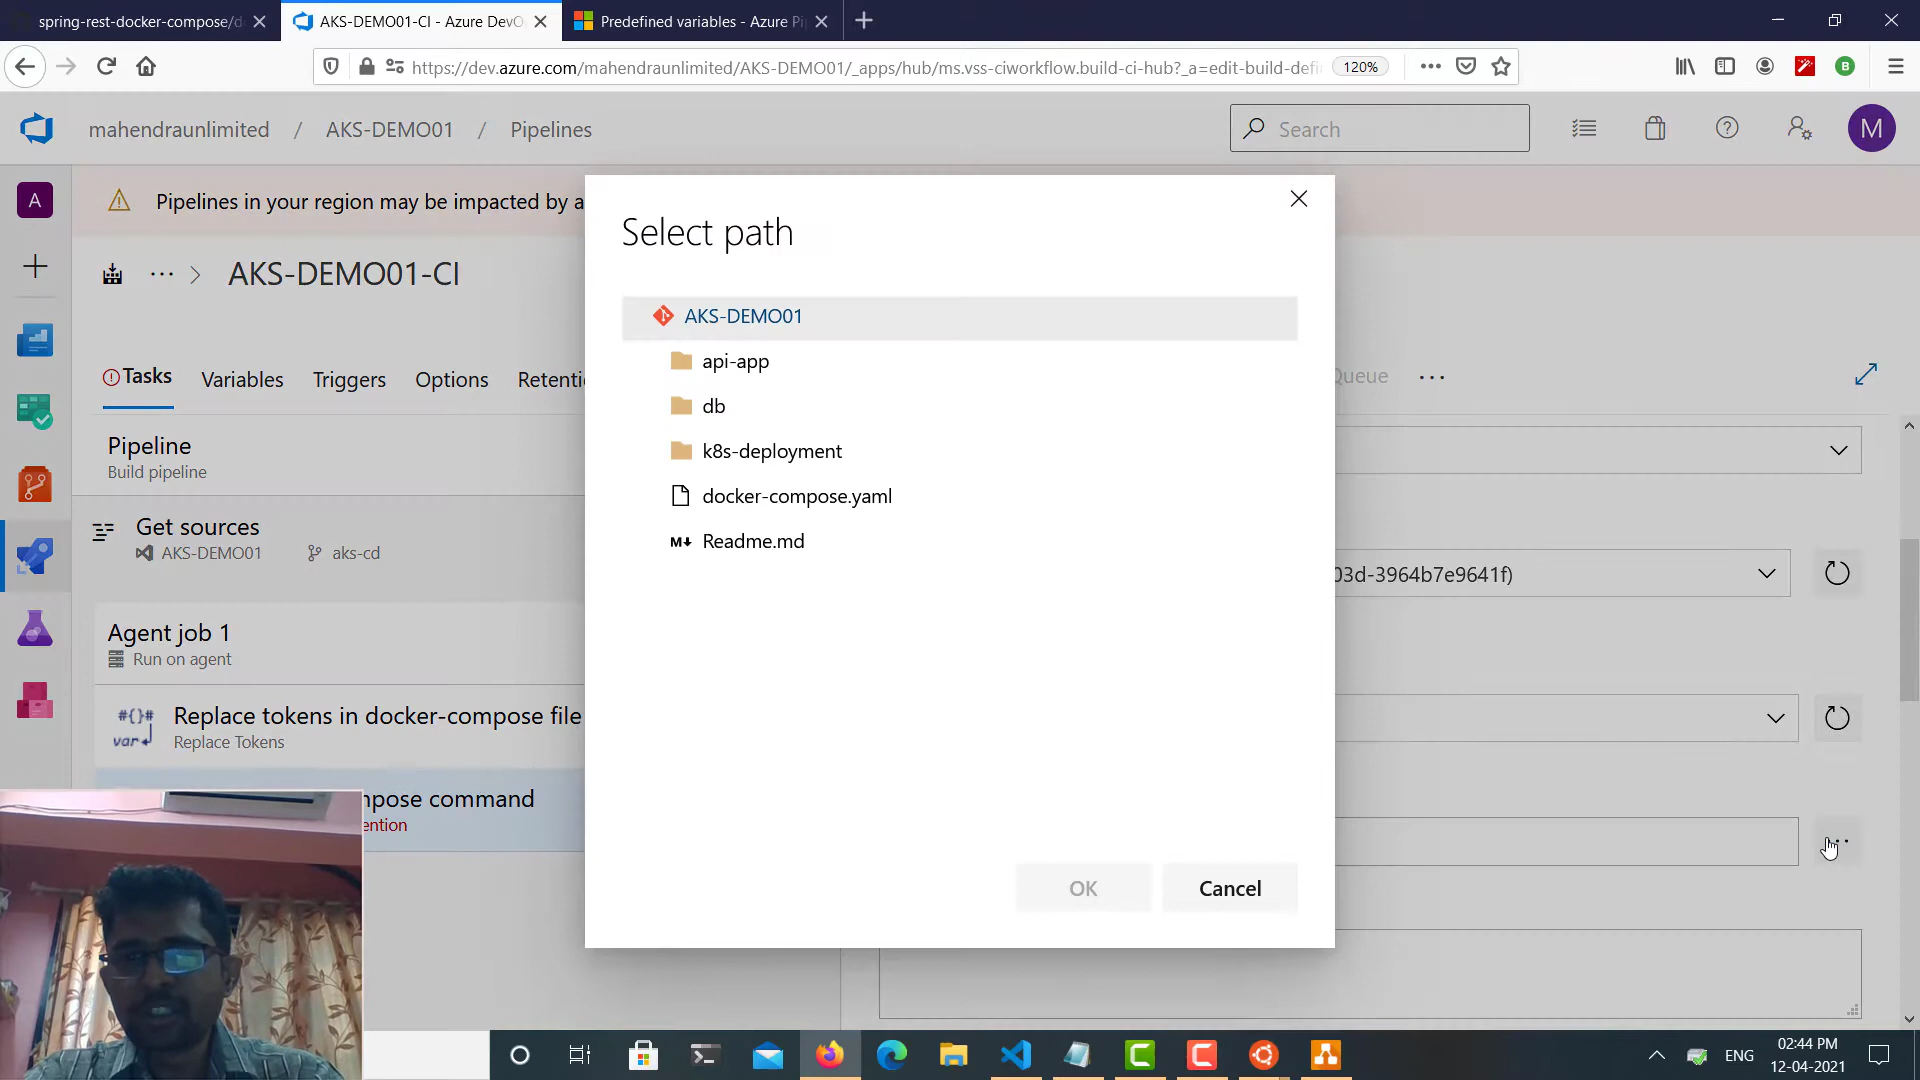 spring-rest-docker-compose/d
AKS-DEMO01-CI - Azure DevO
Predefined variables - Azure Pi
https://dev.azure.com/mahendraunlimited/AKS-DEMO01/_apps/hub/ms.vss-ciworkflow.build-ci-hub?_a=edit-build-defi
120%
B
mahendraunlimited / AKS-DEMO01 / Pipelines
Search
M
A
Pipelines in your region may be impacted by a
AKS-DEMO01-CI
Tasks
Variables
Triggers
Options
Retenti
Queue
Pipeline
Build pipeline
Get sources
AKS-DEMO01
aks-cd
Agent job 1
Run on agent
#{}#
var
Replace tokens in docker-compose file
Replace Tokens
pose command
ention
Select path
AKS-DEMO01
api-app
db
k8s-deployment
docker-compose.yaml
M↓ Readme.md
OK
Cancel
03d-3964b7e9641f)
ENG
02:44 PM
12-04-2021